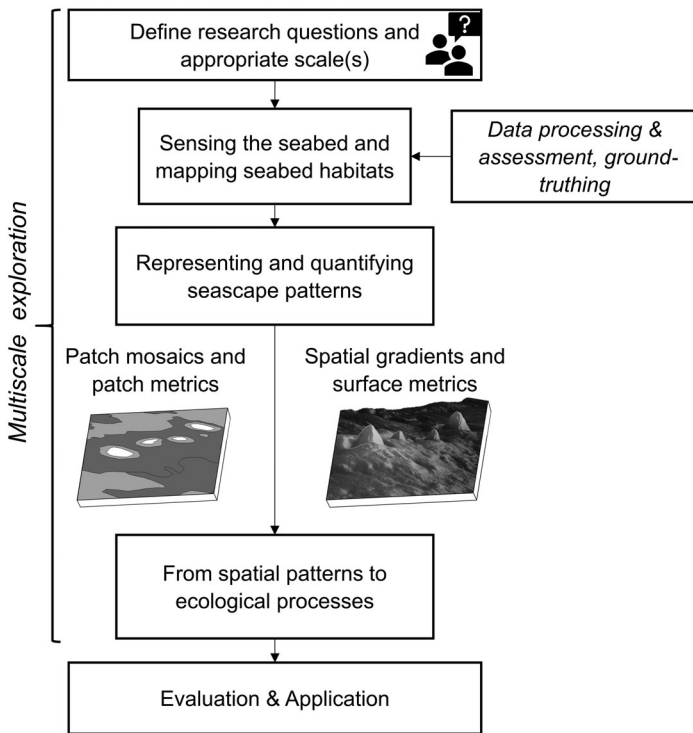 Define research questions and
appropriate scale(s)
?
Sensing the seabed and
mapping seabed habitats
Data processing &
assessment, ground-
truthing
Representing and quantifying
seascape patterns
Multiscale exploration
Patch mosaics and
patch metrics
Spatial gradients and
surface metrics
From spatial patterns to
ecological processes
Evaluation & Application